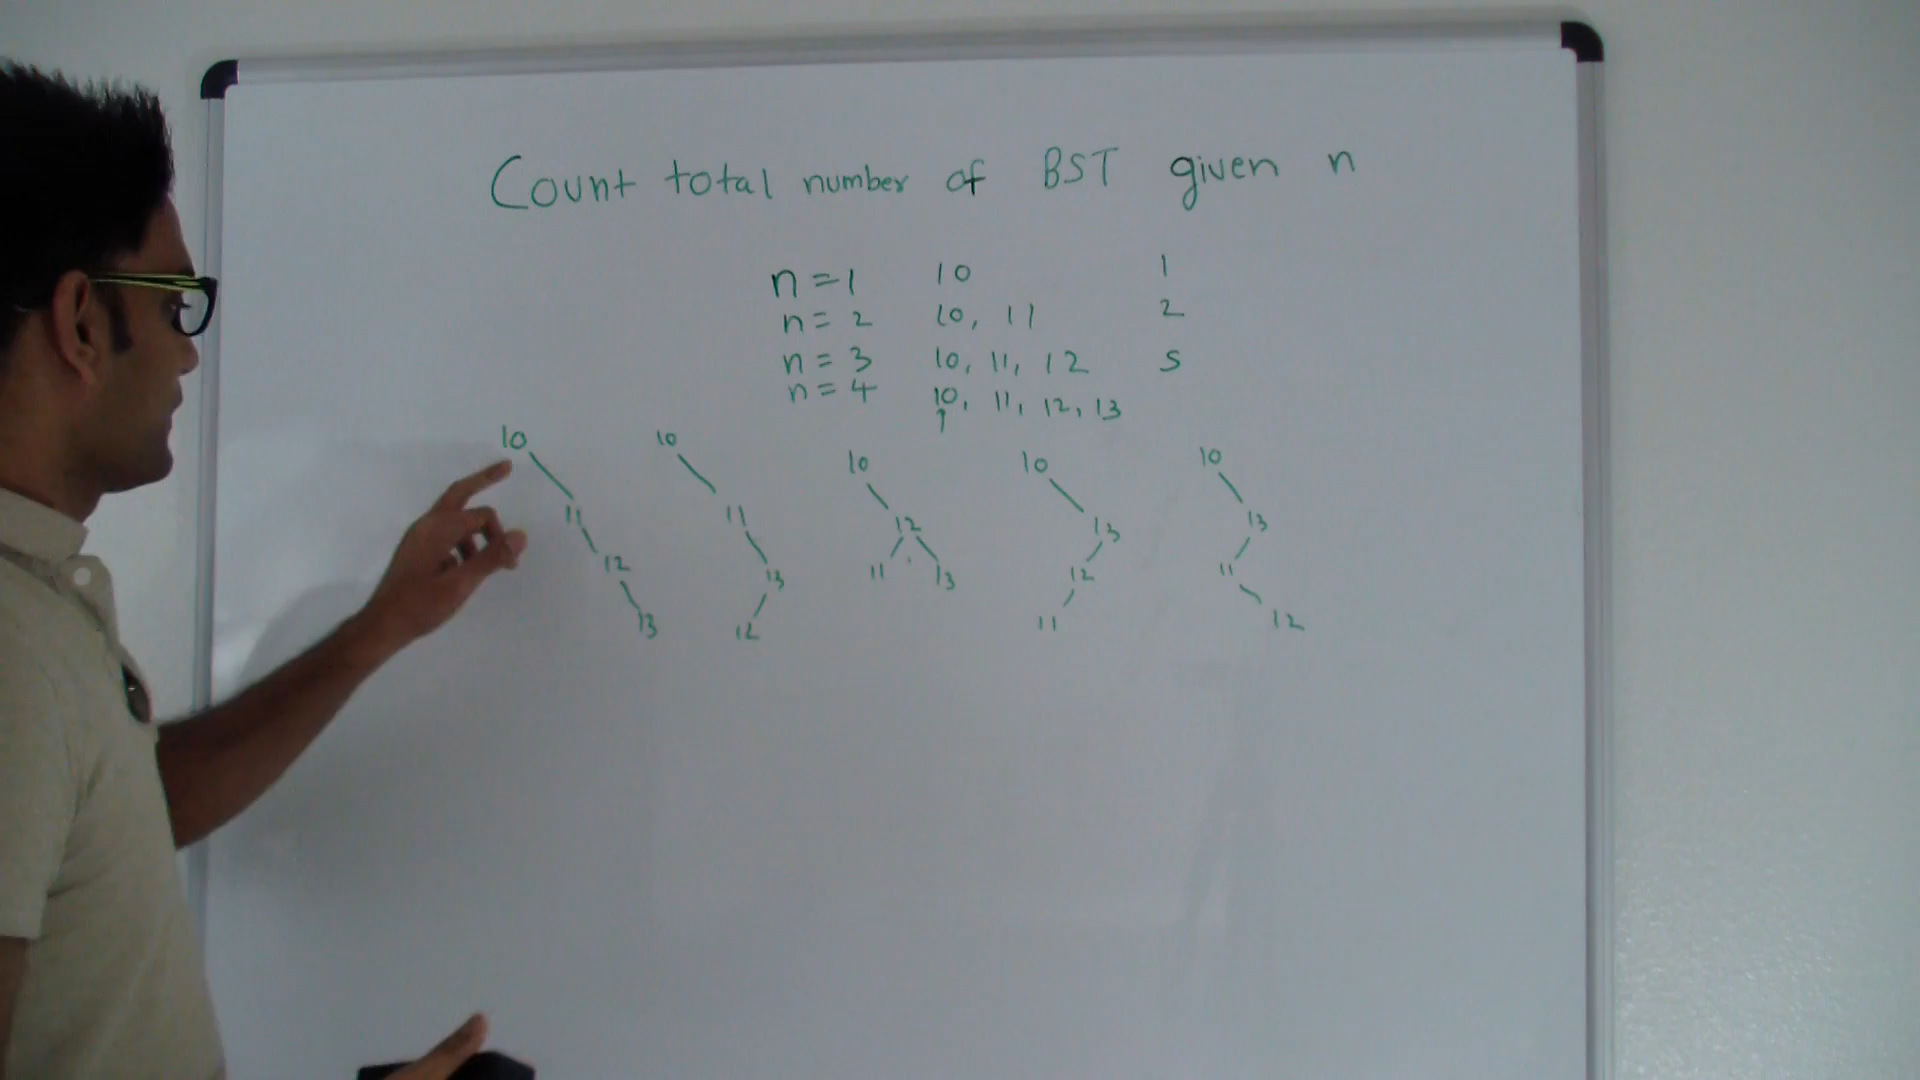 Count total number of BST given n
n = 1 10 1
n = 2 10, 11 2
n = 3 10, 11, 12 5
n = 4 10, 11, 12, 13
10 10 10 10 10
11 11 12 13 13
12 13 11 13 12 11
13 12 11 12